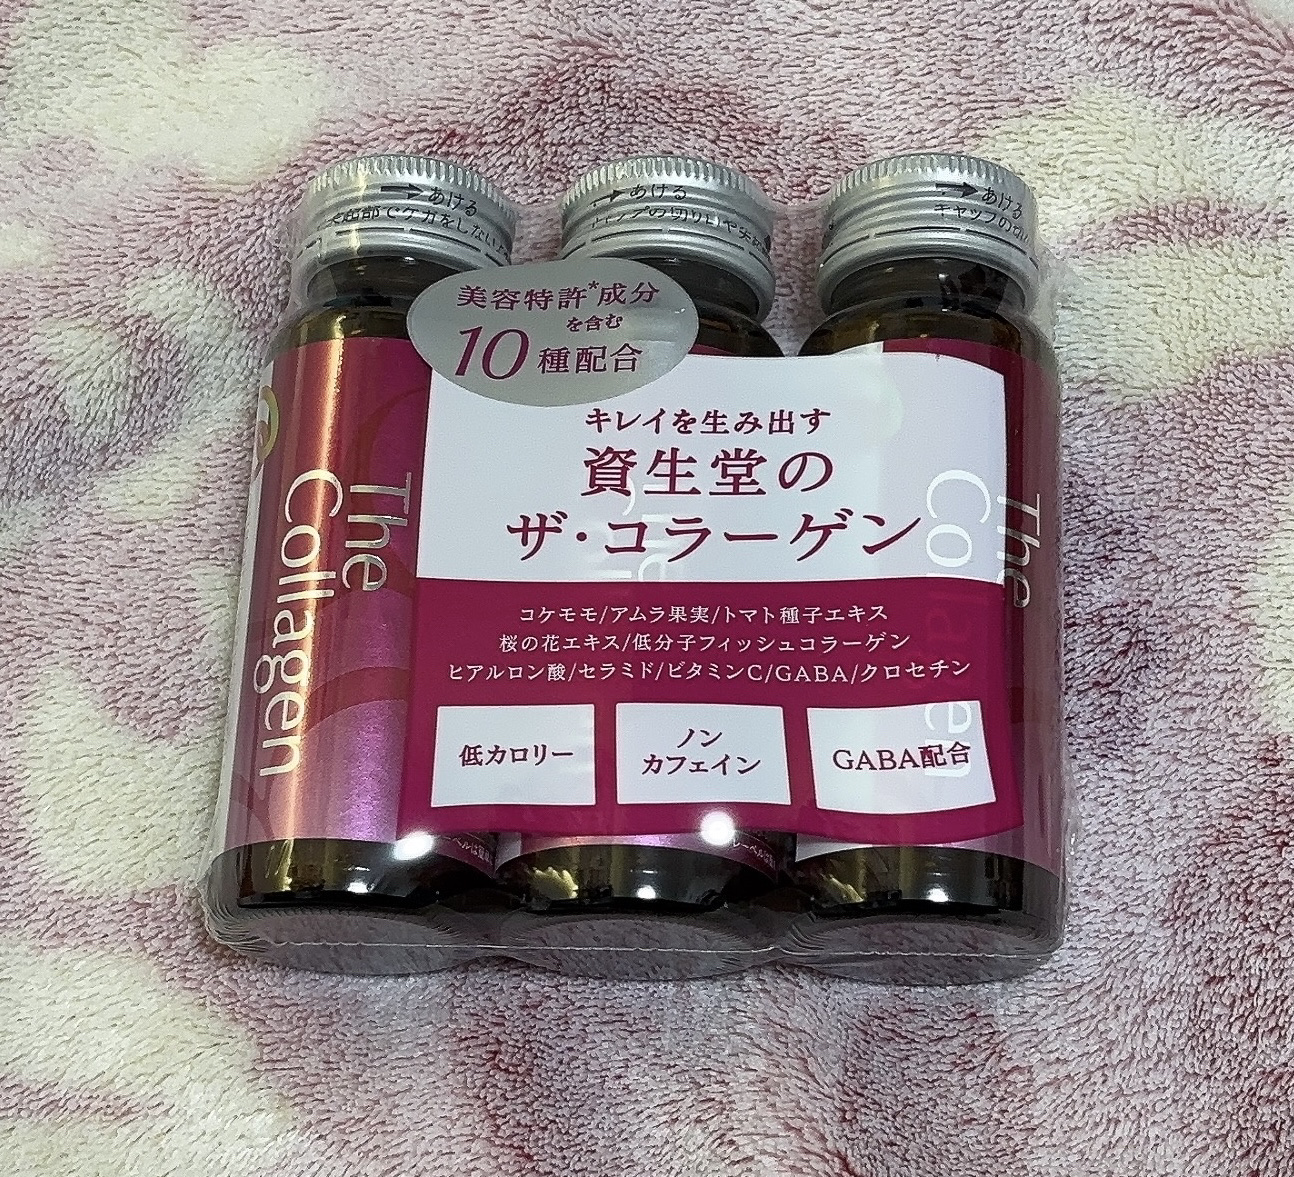 あける
あける
あける
美容特許*成分
を含む
10種配合
キレイを生み出す
資生堂の
ザ・コラーゲン
The
Collagen
The
コケモモ/アムラ果実/トマト種子エキス
桜の花エキス/低分子フィッシュコラーゲン
ヒアルロン酸/セラミド/ビタミンC/GABA/クロセチン
低カロリー
ノン
カフェイン
GABA配合